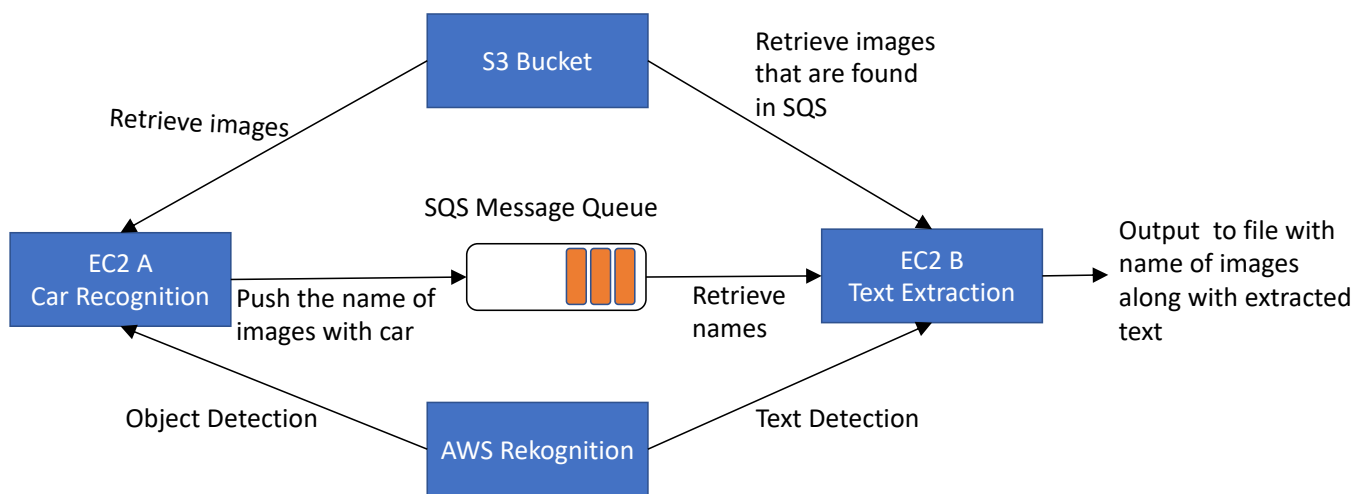 S3 Bucket
Retrieve images
that are found
in SQS
Retrieve images
SQS Message Queue
EC2 A
Car Recognition
Push the name of
images with car
Retrieve
names
EC2 B
Text Extraction
Output to file with
name of images
along with extracted
text
Object Detection
AWS Rekognition
Text Detection